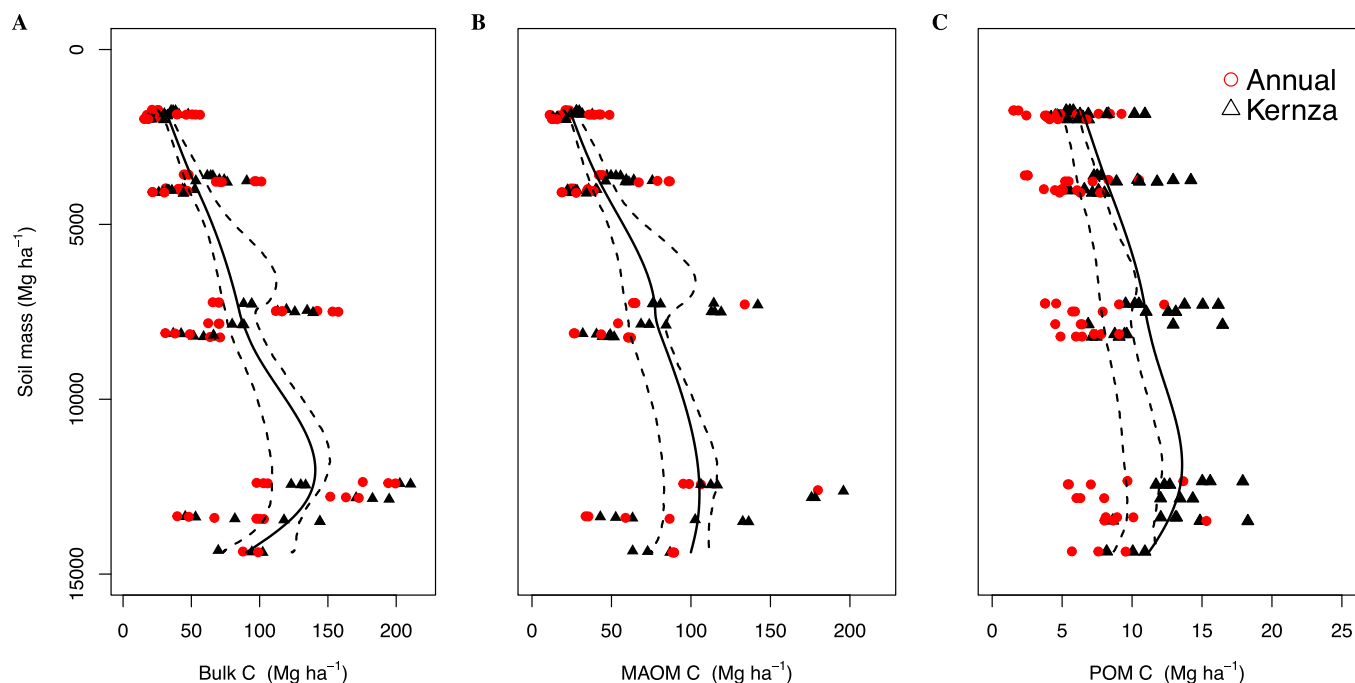 A
B
C
Annual
Kernza
Soil mass (Mg ha⁻¹)
0
5000
10000
15000
0 50 100 150 200
0 50 100 150 200
0 5 10 15 20 25
Bulk C (Mg ha⁻¹)
MAOM C (Mg ha⁻¹)
POM C (Mg ha⁻¹)